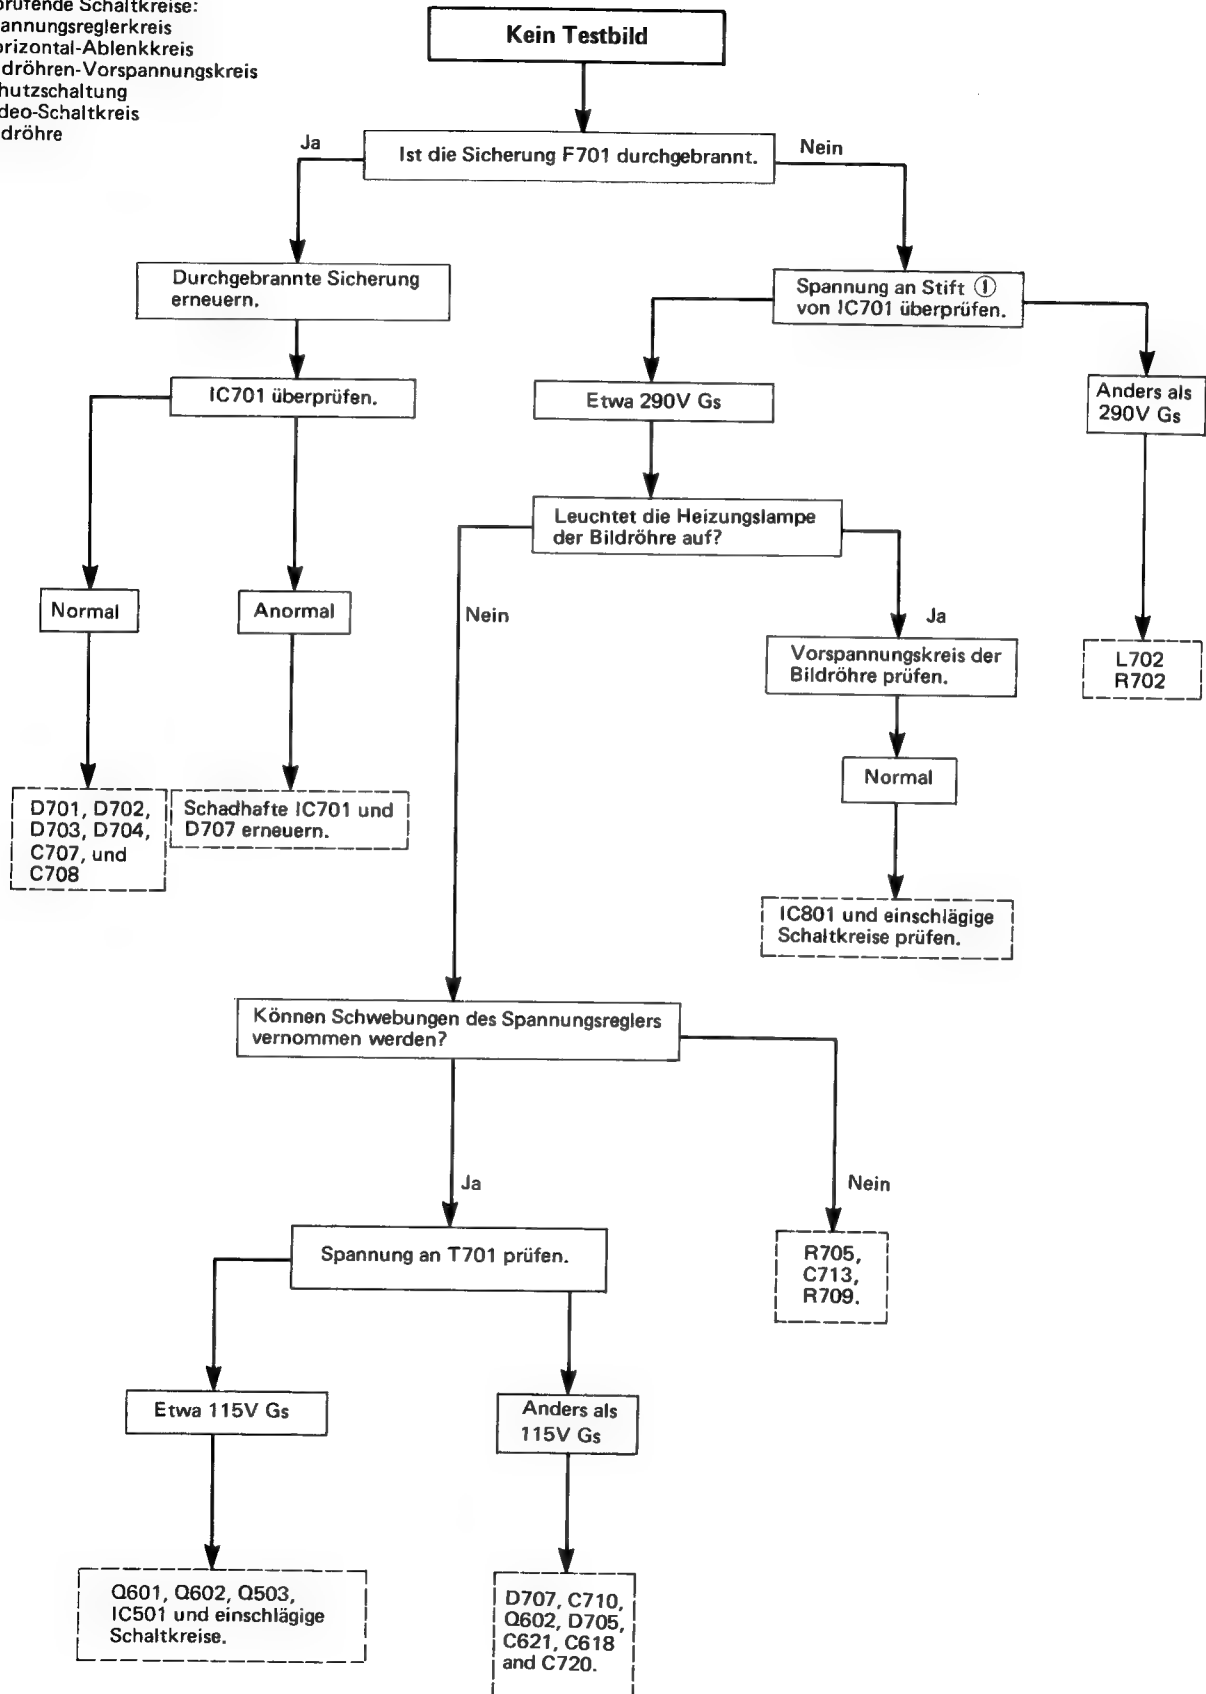 prüfende Schaltkreise:
annungsreglerkreis
orizontal-Ablenkkreis
dröhren-Vorspannungskreis
hutzschaltung
deo-Schaltkreis
dröhre
Kein Testbild
Ja
Ist die Sicherung F701 durchgebrannt.
Nein
Durchgebrannte Sicherung
erneuern.
Spannung an Stift ①
von IC701 überprüfen.
IC701 überprüfen.
Etwa 290V Gs
Anders als
290V Gs
Leuchtet die Heizungslampe
der Bildröhre auf?
Normal
Anormal
Nein
Ja
Vorspannungskreis der
Bildröhre prüfen.
L702
R702
Normal
D701, D702,
D703, D704,
C707, und
C708
Schadhafte IC701 und
D707 erneuern.
IC801 und einschlägige
Schaltkreise prüfen.
Können Schwebungen des Spannungsreglers
vernommen werden?
Ja
Nein
Spannung an T701 prüfen.
R705,
C713,
R709.
Etwa 115V Gs
Anders als
115V Gs
Q601, Q602, Q503,
IC501 und einschlägige
Schaltkreise.
D707, C710,
Q602, D705,
C621, C618
and C720.